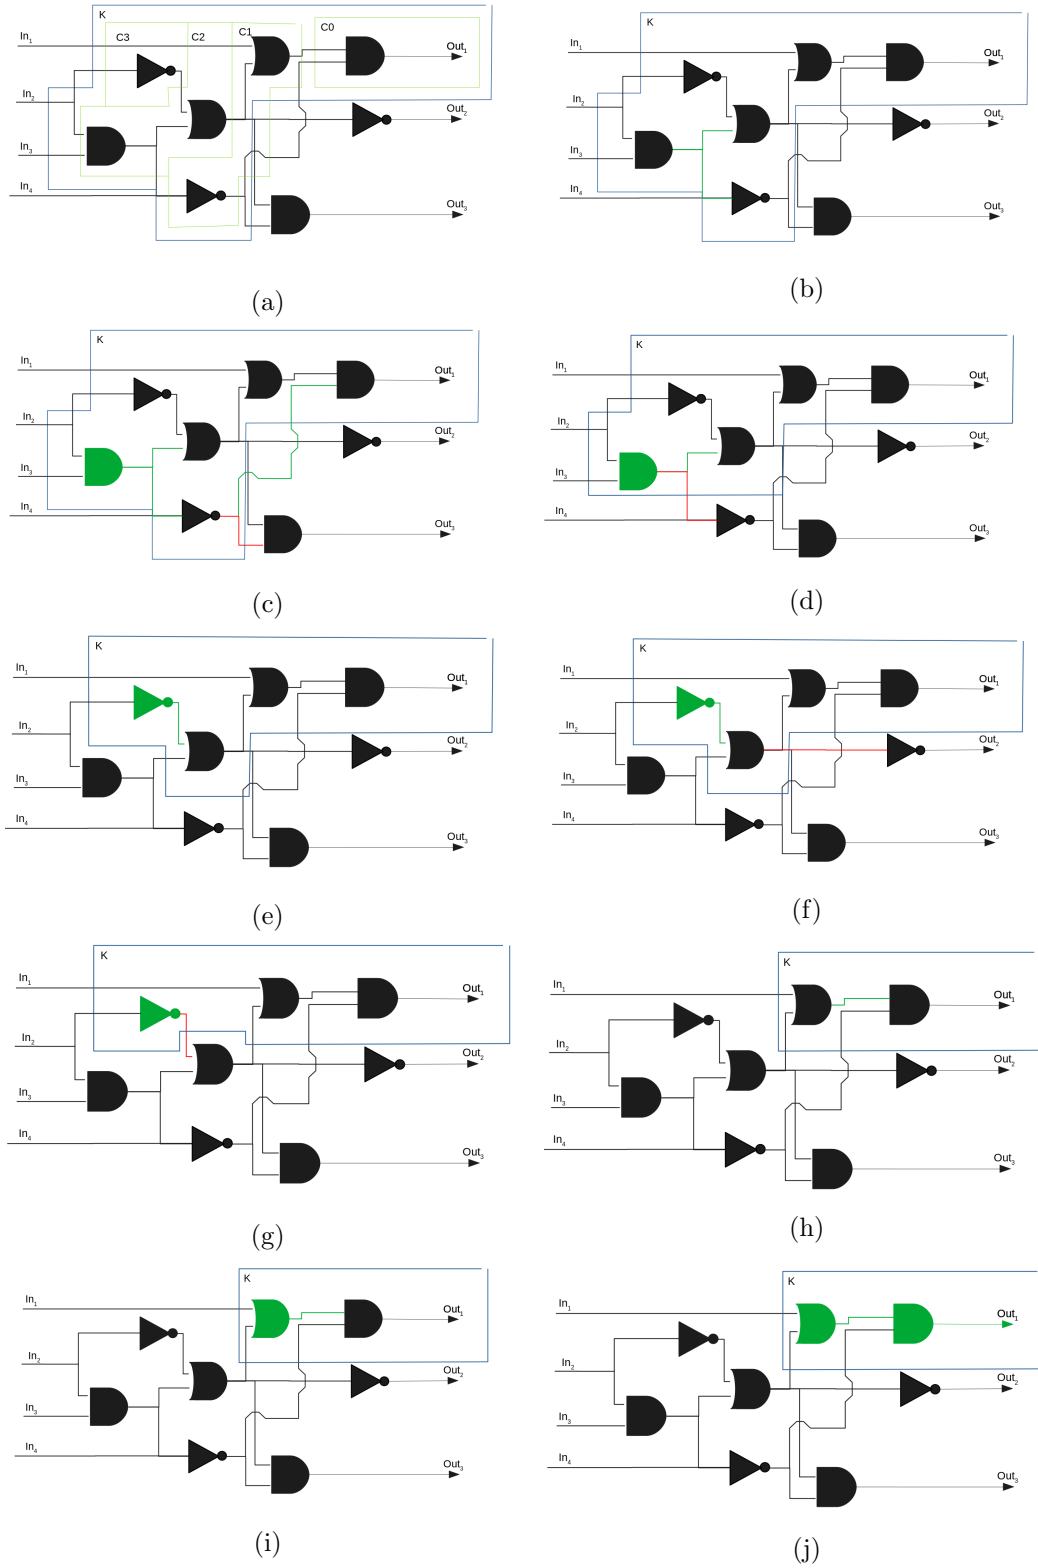 K
C3 C2 C1 C0
In1 Out1
In2 Out2
In3
In4 Out3
(a)
K
In1 Out1
In2 Out2
In3
In4 Out3
(b)
K
In1 Out1
In2 Out2
In3
In4 Out3
(c)
K
In1 Out1
In2 Out2
In3
In4 Out3
(d)
K
In1 Out1
In2 Out2
In3
In4 Out3
(e)
K
In1 Out1
In2 Out2
In3
In4 Out3
(f)
K
In1 Out1
In2 Out2
In3
In4 Out3
(g)
K
In1 Out1
In2 Out2
In3
In4 Out3
(h)
K
In1 Out1
In2 Out2
In3
In4 Out3
(i)
K
In1 Out1
In2 Out2
In3
In4 Out3
(j)